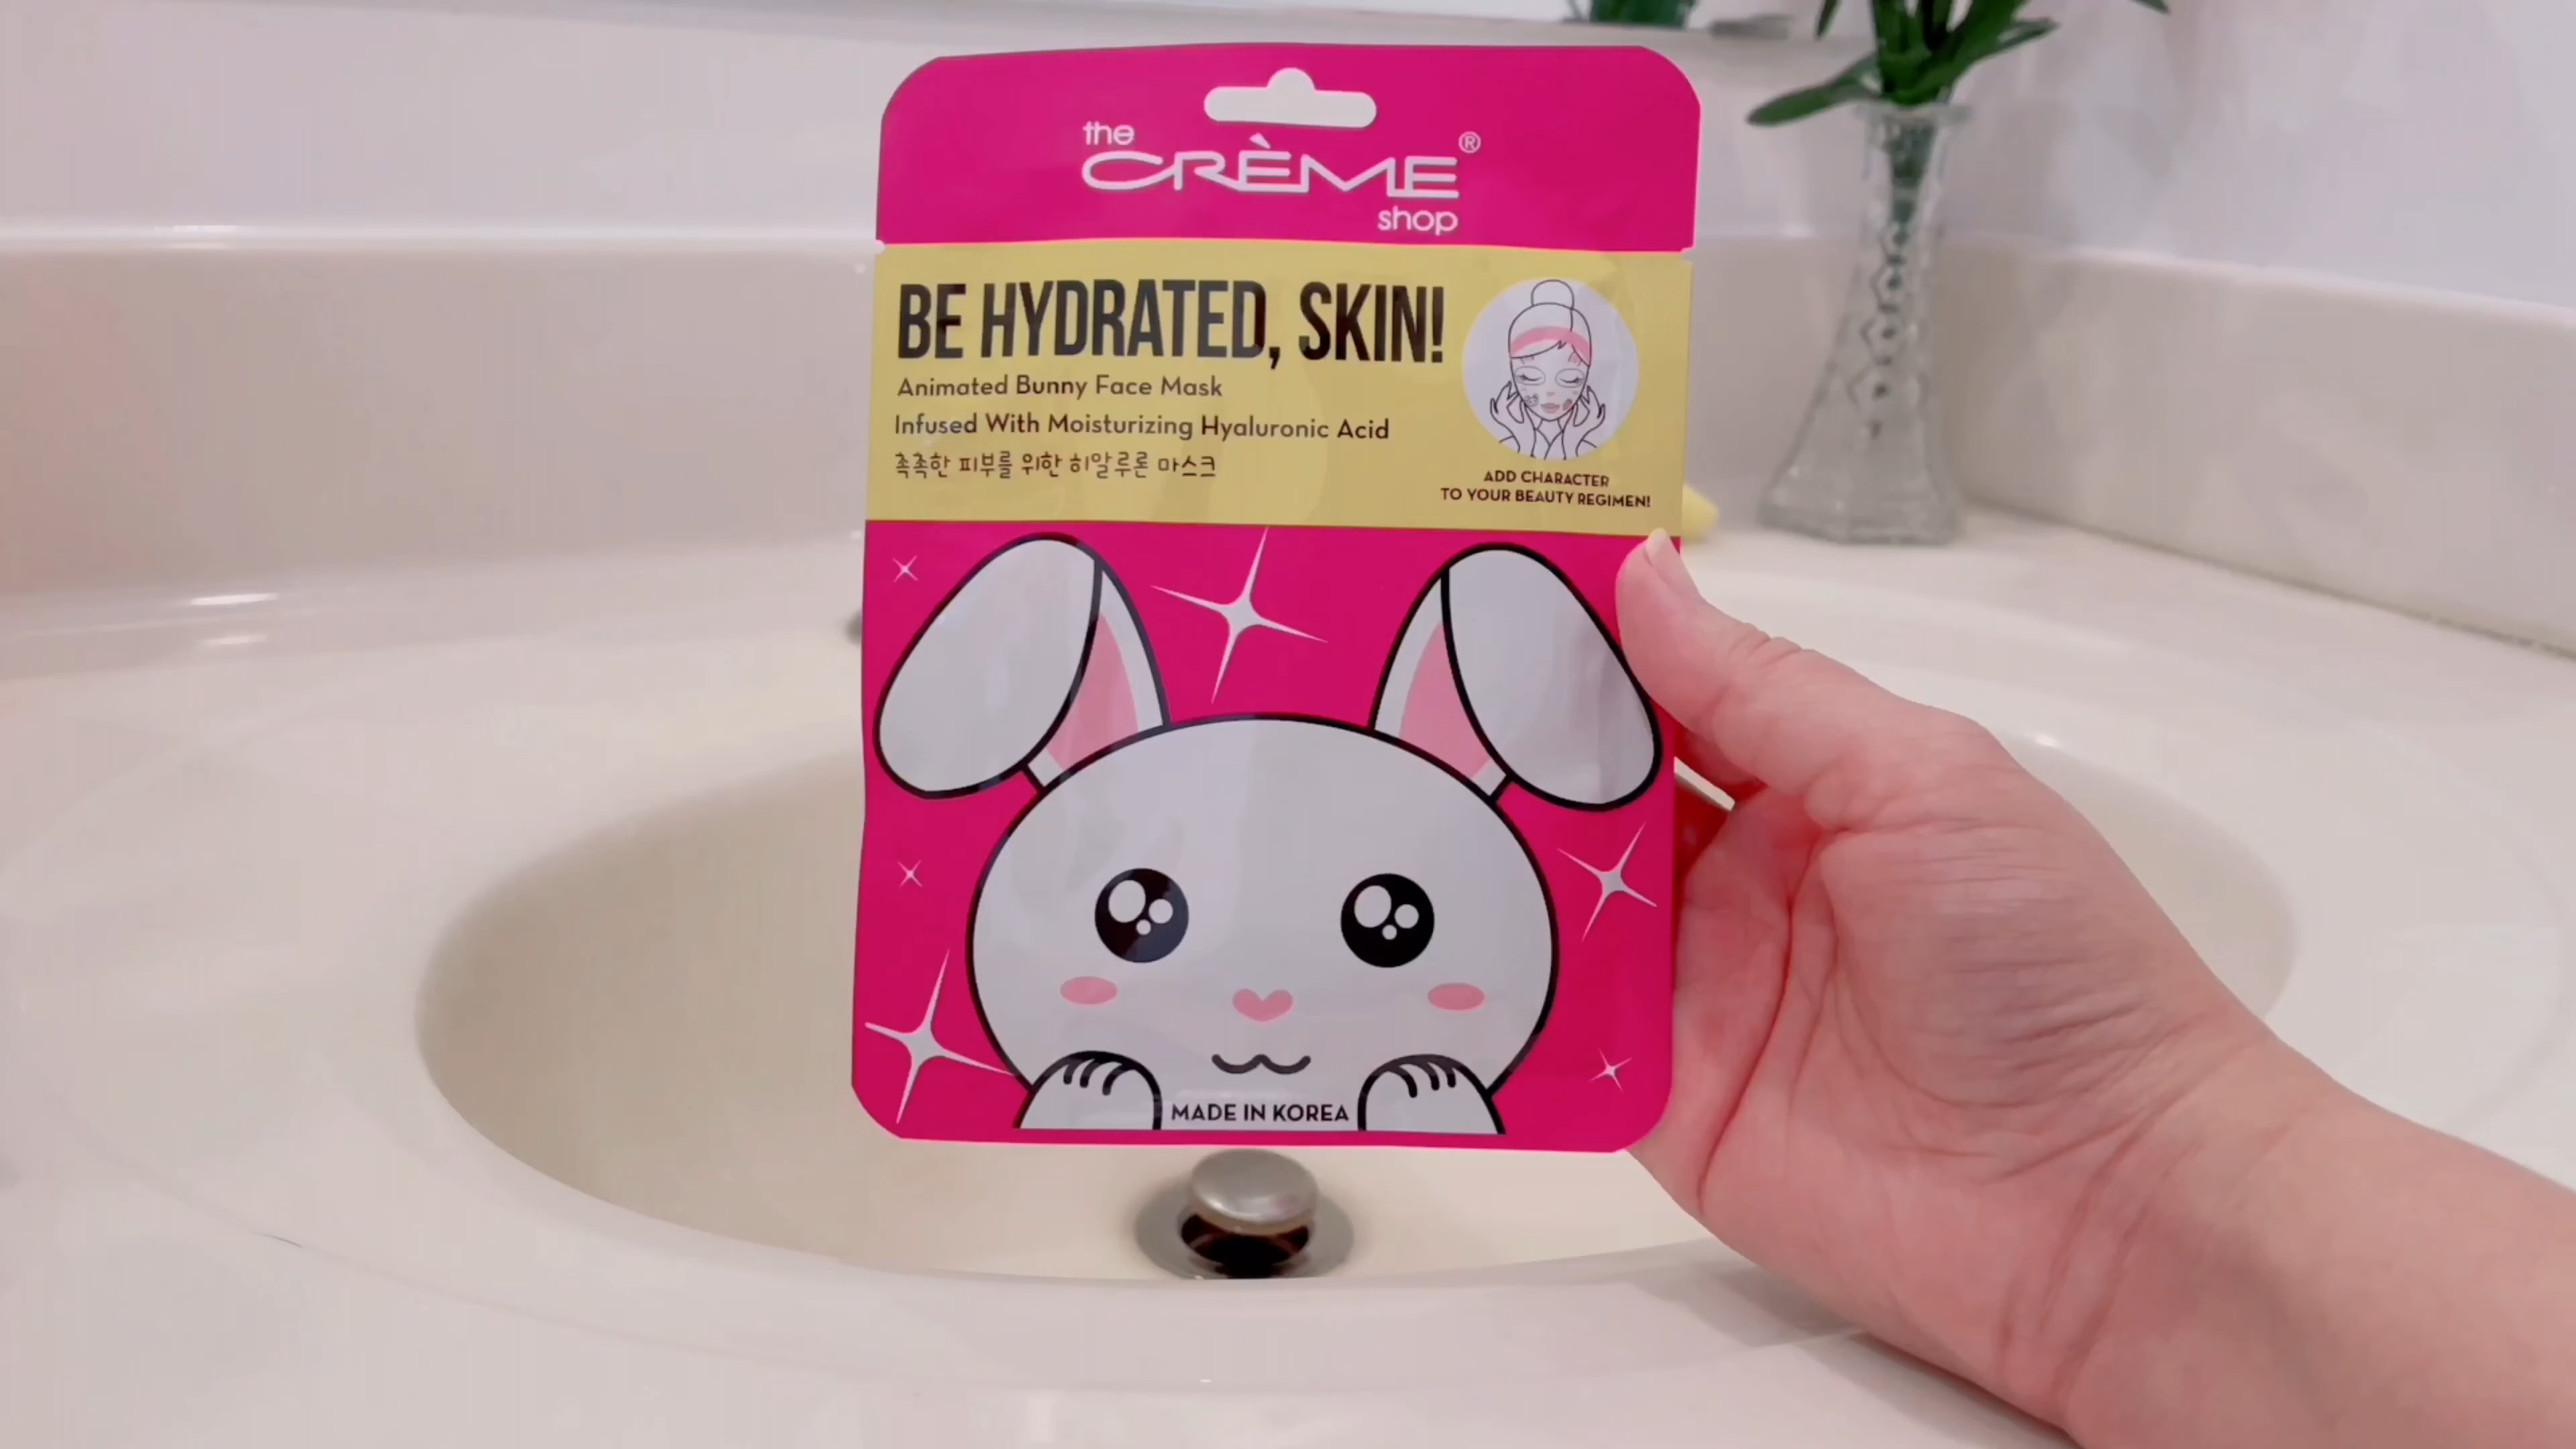 the
CRÈME®
shop
BE HYDRATED, SKIN!
Animated Bunny Face Mask
Infused With Moisturizing Hyaluronic Acid
촉촉한 피부를 위한 히알루론 마스크
ADD CHARACTER
TO YOUR BEAUTY REGIMEN!
MADE IN KOREA